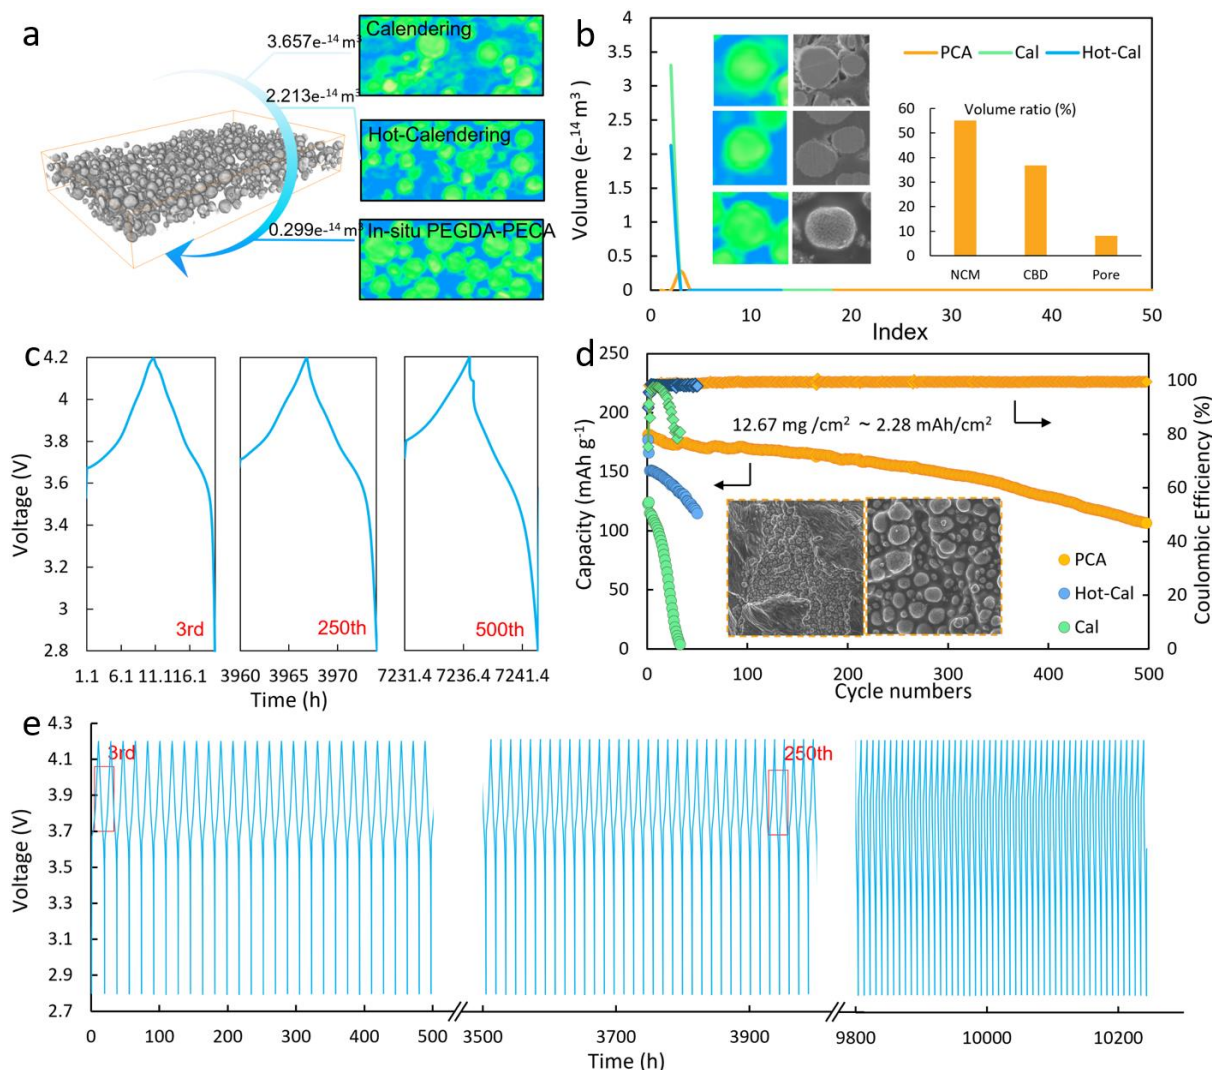 a
3.657e-¹⁴ m³
2.213e-¹⁴ m³
0.299e-¹⁴ m³
Calendering
Hot-Calendering
In-situ PEGDA-PECA
b
Volume (e-¹⁴ m³ )
4
3.5
3
2.5
2
1.5
1
0.5
0
0 10 20 30 40 50
Index
PCA Cal Hot-Cal
Volume ratio (%)
60
50
40
30
20
10
0
NCM CBD Pore
c
Voltage (V)
4.2
4
3.8
3.6
3.4
3.2
3
2.8
3rd
250th
500th
1.1 6.1 11.1 16.1
3960 3965 3970
7231.4 7236.4 7241.4
Time (h)
d
Capacity (mAh g⁻¹)
250
200
150
100
50
0
12.67 mg /cm² ~ 2.28 mAh/cm²
PCA
Hot-Cal
Cal
100
80
60
40
20
0
Coulombic Efficiency (%)
0 100 200 300 400 500
Cycle numbers
e
Voltage (V)
4.3
4.1
3.9
3.7
3.5
3.3
3.1
2.9
2.7
3rd
250th
0 100 200 300 400 500
3500 3700 3900
9800 10000 10200
Time (h)